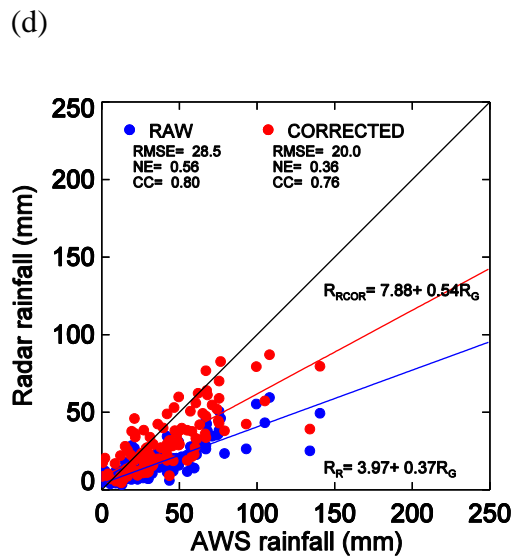 (d)
250
RAW
CORRECTED
RMSE= 28.5
RMSE= 20.0
NE= 0.56
NE= 0.36
CC= 0.80
CC= 0.76
200
150
100
50
0
Radar rainfall (mm)
R_RCOR= 7.88+ 0.54R_G
R_R= 3.97+ 0.37R_G
0 50 100 150 200 250
AWS rainfall (mm)